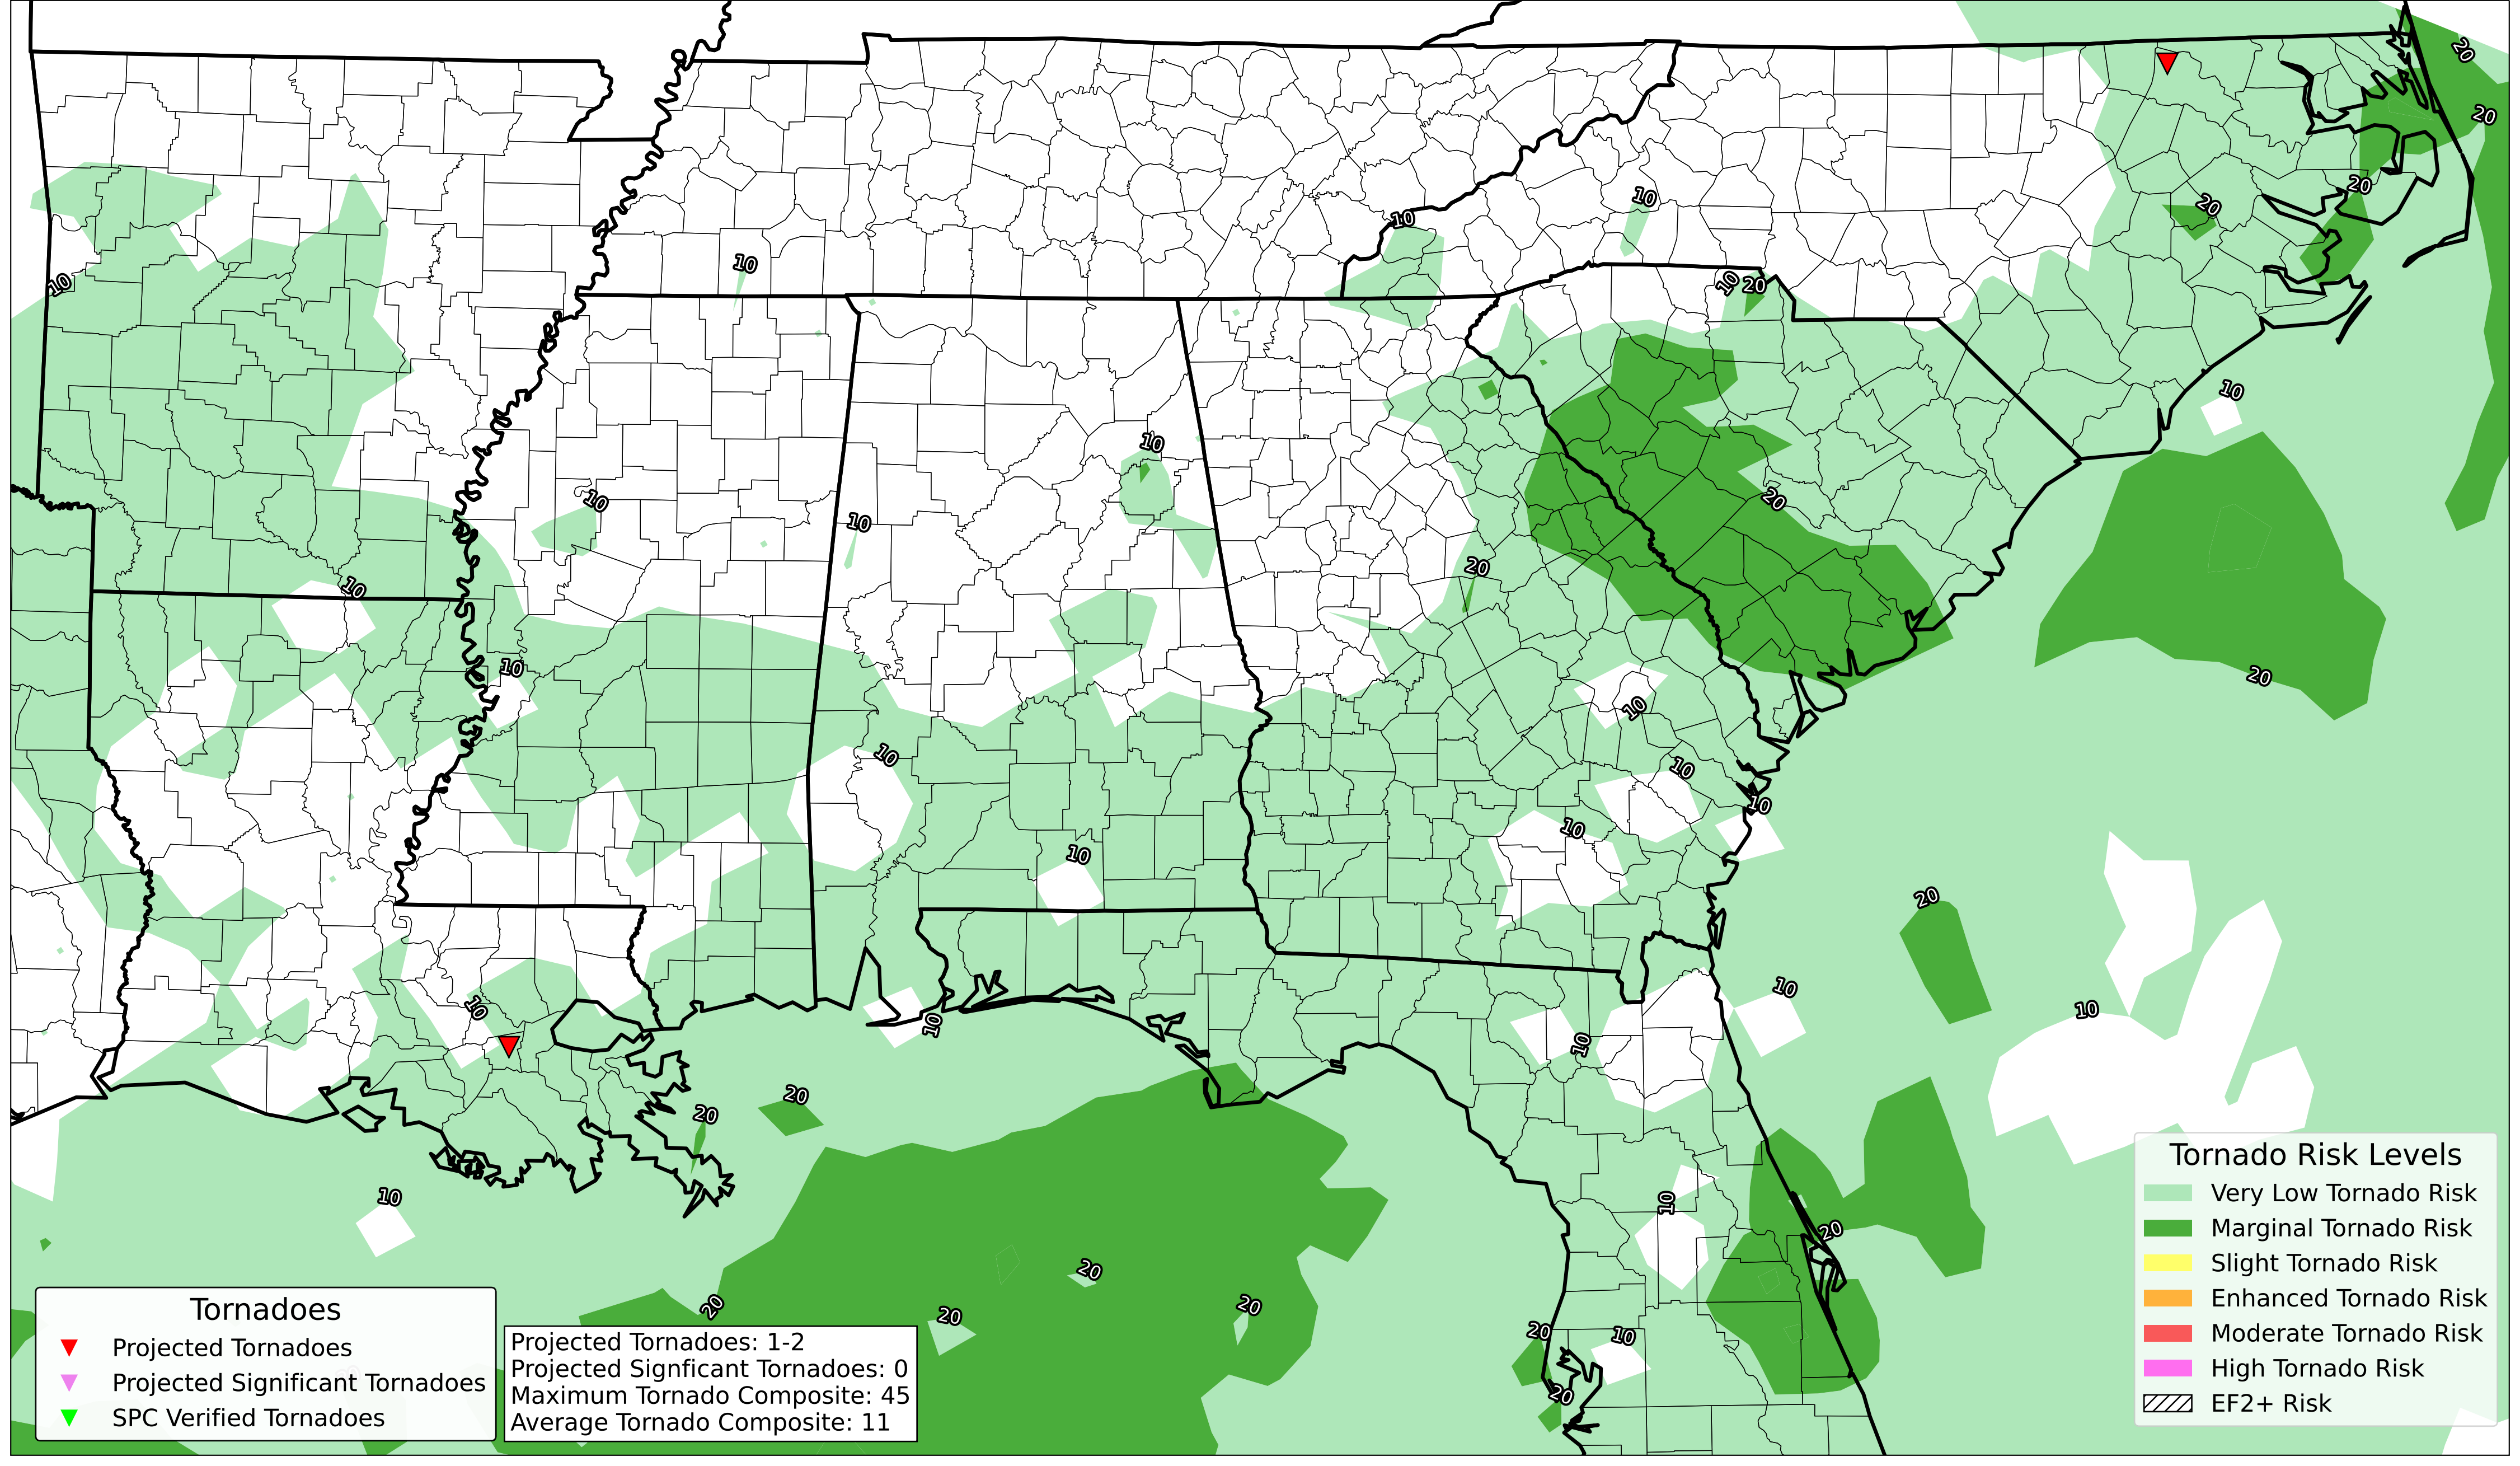 20
20
10
20
20
10
10
10
10
20
10
10
20
10
10
20
10
20
10
10
20
10
10
10
10
10
10
20
10
10
10
10
10
20
20
10
10
20
20
20
20
20
20
10
20
Tornado Risk Levels
Very Low Tornado Risk
Marginal Tornado Risk
Slight Tornado Risk
Enhanced Tornado Risk
Moderate Tornado Risk
High Tornado Risk
EF2+ Risk
Tornadoes
Projected Tornadoes
Projected Significant Tornadoes
SPC Verified Tornadoes
Projected Tornadoes: 1-2
Projected Signficant Tornadoes: 0
Maximum Tornado Composite: 45
Average Tornado Composite: 11